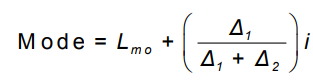 Mode = L_mo + ( Δ_1 / (Δ_1 + Δ_2) ) i